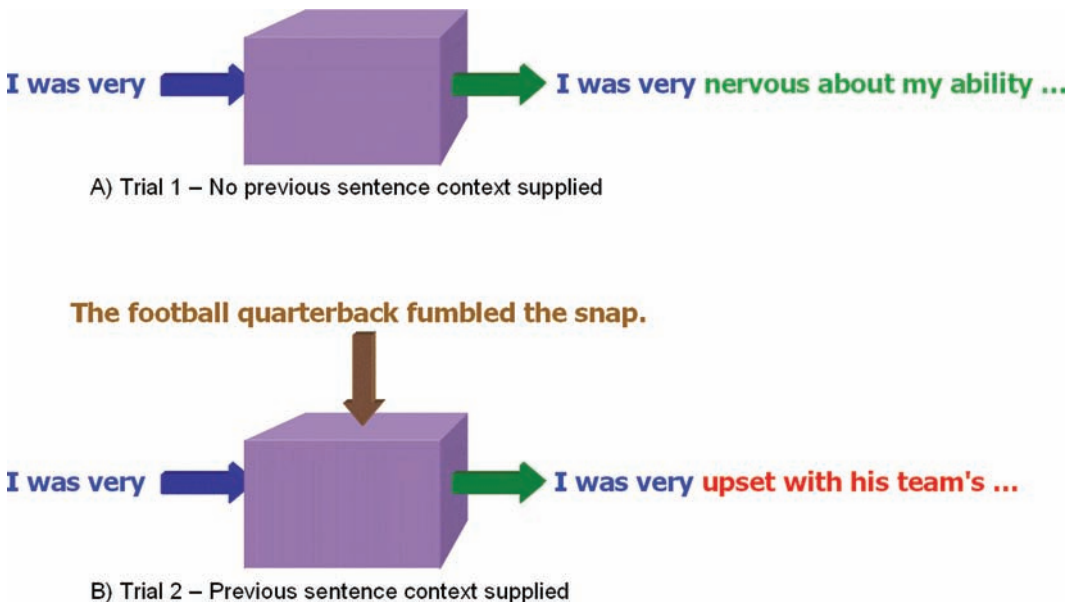 I was very I was very nervous about my ability ...
A) Trial 1 – No previous sentence context supplied
The football quarterback fumbled the snap.
I was very I was very upset with his team's ...
B) Trial 2 – Previous sentence context supplied